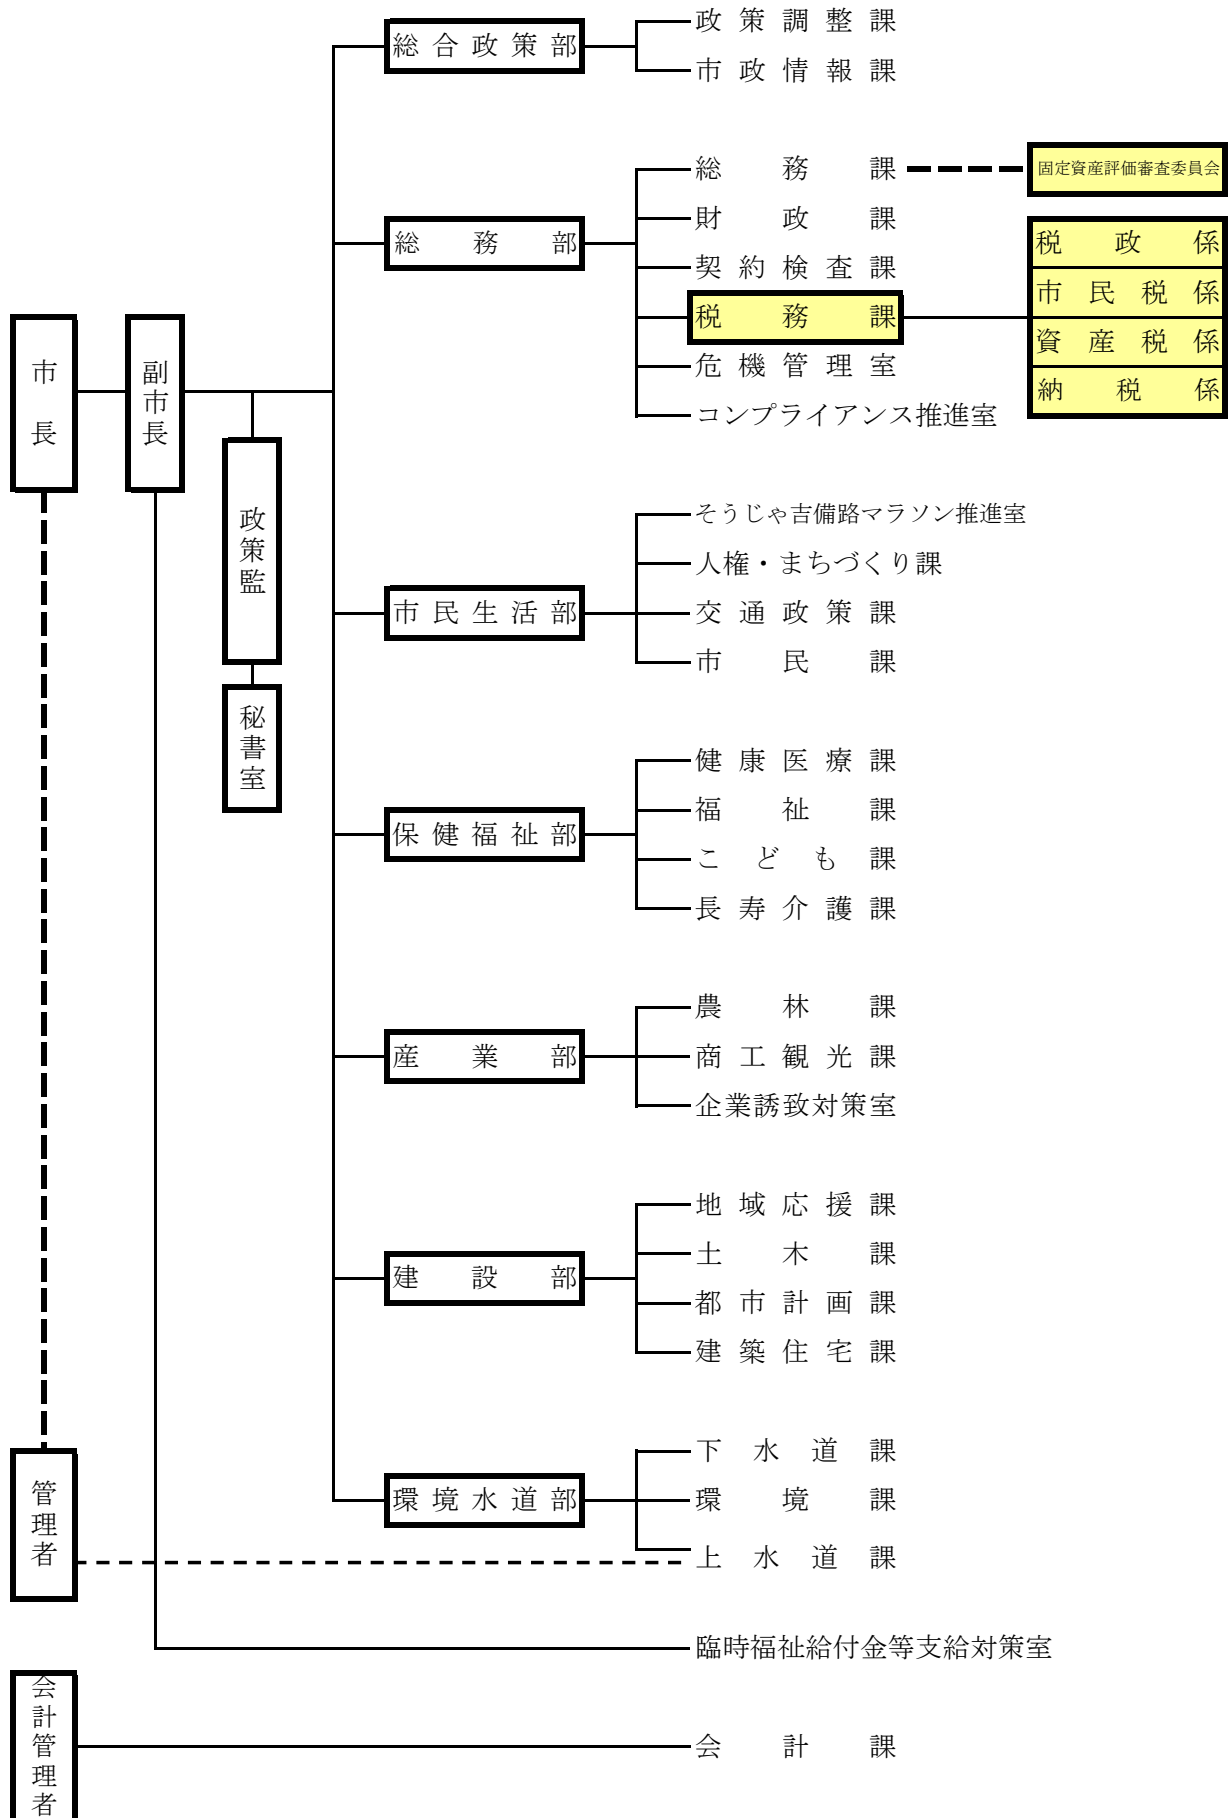 市長
副市長
政策監
秘書室
総合政策部
政策調整課
市政情報課
総務部
総務課
固定資産評価審査委員会
財政課
契約検査課
税務課
税政係
市民税係
資産税係
納税係
危機管理室
コンプライアンス推進室
市民生活部
そうじゃ吉備路マラソン推進室
人権・まちづくり課
交通政策課
市民課
保健福祉部
健康医療課
福祉課
こども課
長寿介護課
産業部
農林課
商工観光課
企業誘致対策室
建設部
地域応援課
土木課
都市計画課
建築住宅課
環境水道部
下水道課
環境課
上水道課
管理者
臨時福祉給付金等支給対策室
会計管理者
会計課